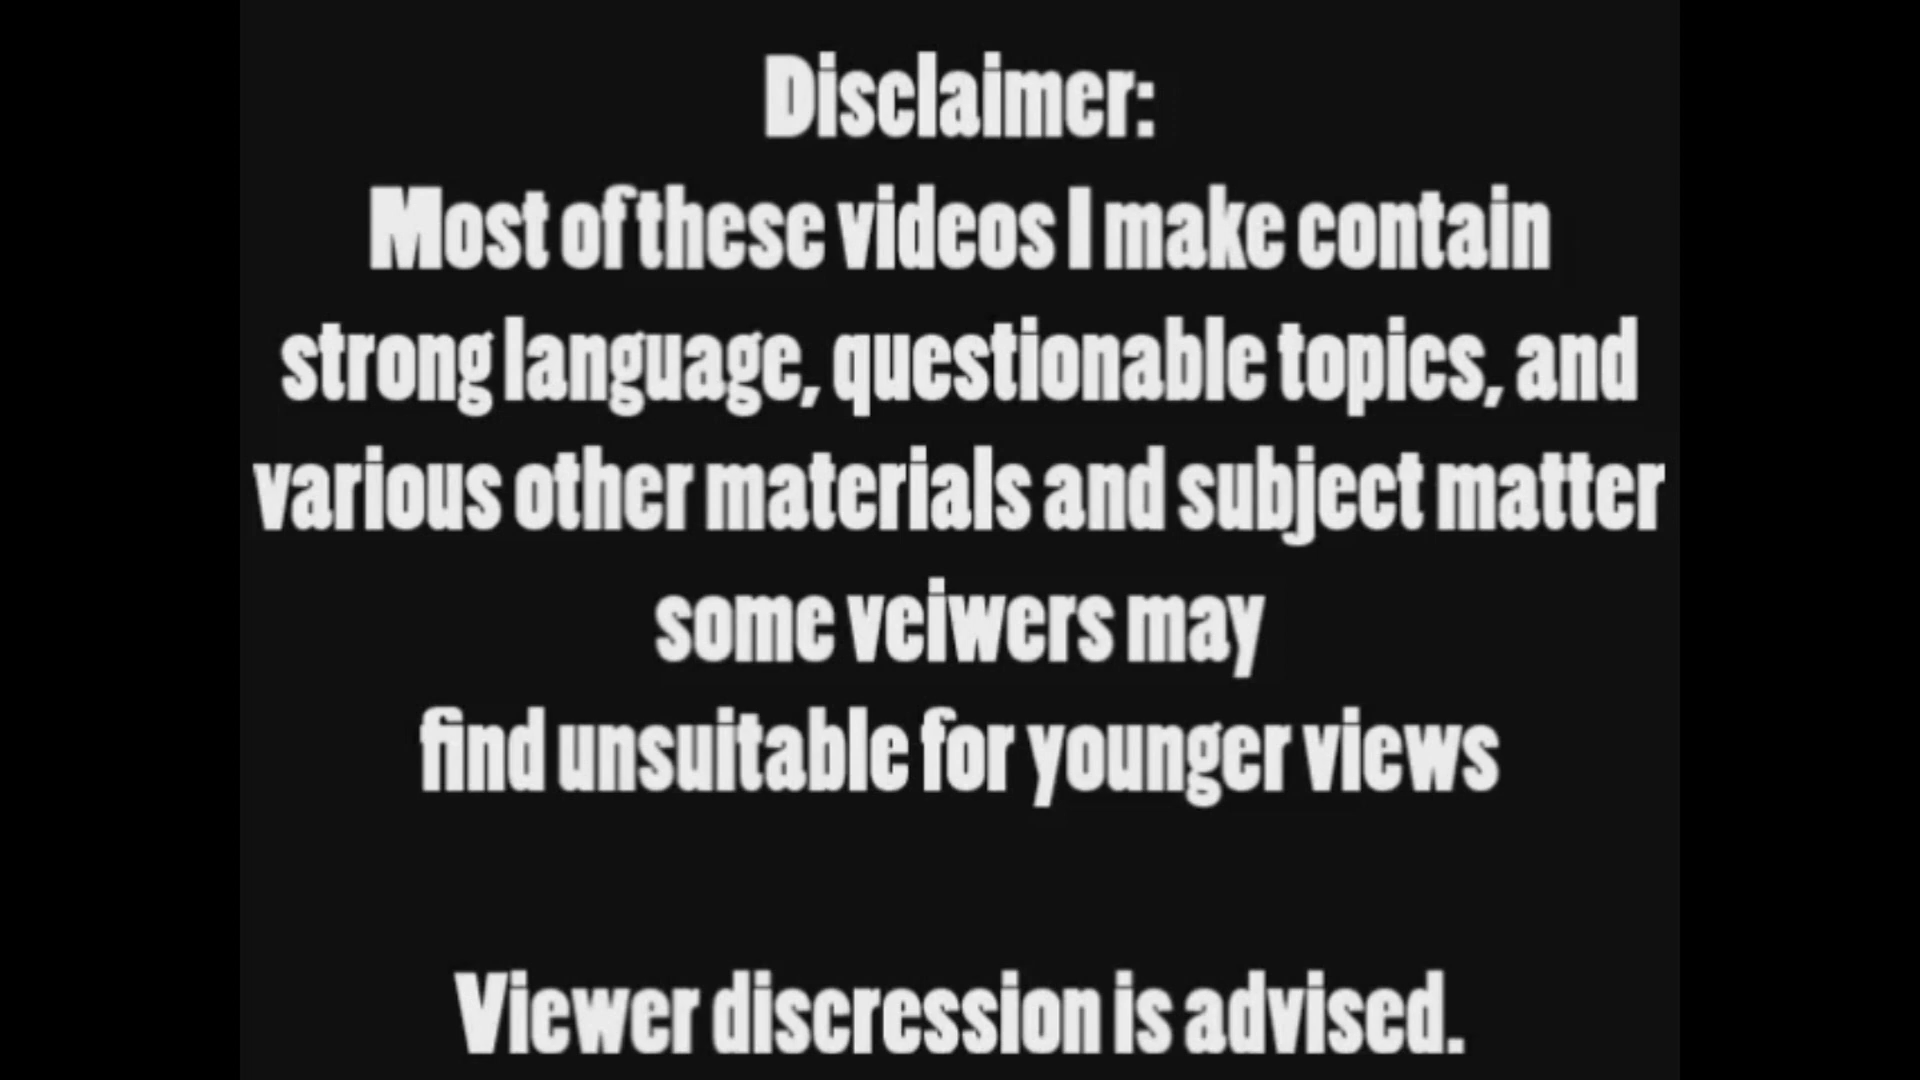 Disclaimer:
Most of these videos I make contain
strong language, questionable topics, and
various other materials and subject matter
some veiwers may
find unsuitable for younger views
Viewer discression is advised.